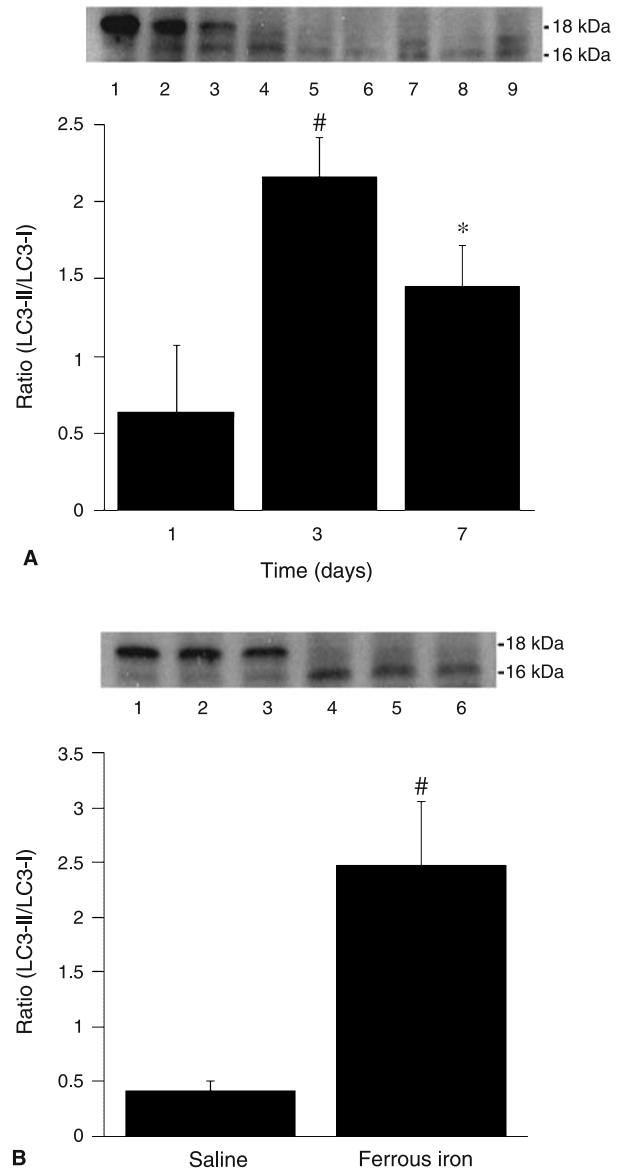 - 18 kDa
- 16 kDa
1 2 3 4 5 6 7 8 9
2.5
#
2
*
1.5
1
0.5
0
Ratio (LC3-II/LC3-I)
1 3 7
A
Time (days)
- 18 kDa
- 16 kDa
1 2 3 4 5 6
3.5
#
3
2.5
2
1.5
1
0.5
0
Ratio (LC3-II/LC3-I)
B
Saline Ferrous iron